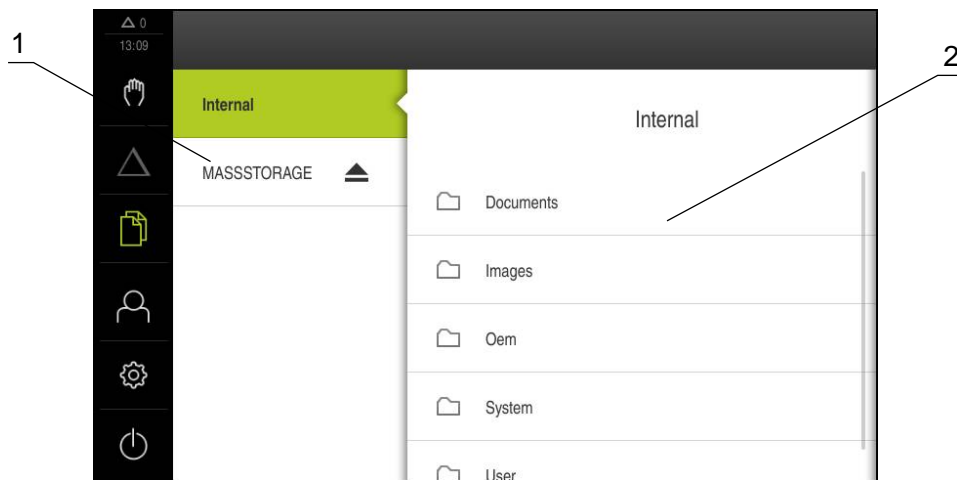 0
13:09
1
2
Internal
MASSSTORAGE
Internal
Documents
Images
Oem
System
User